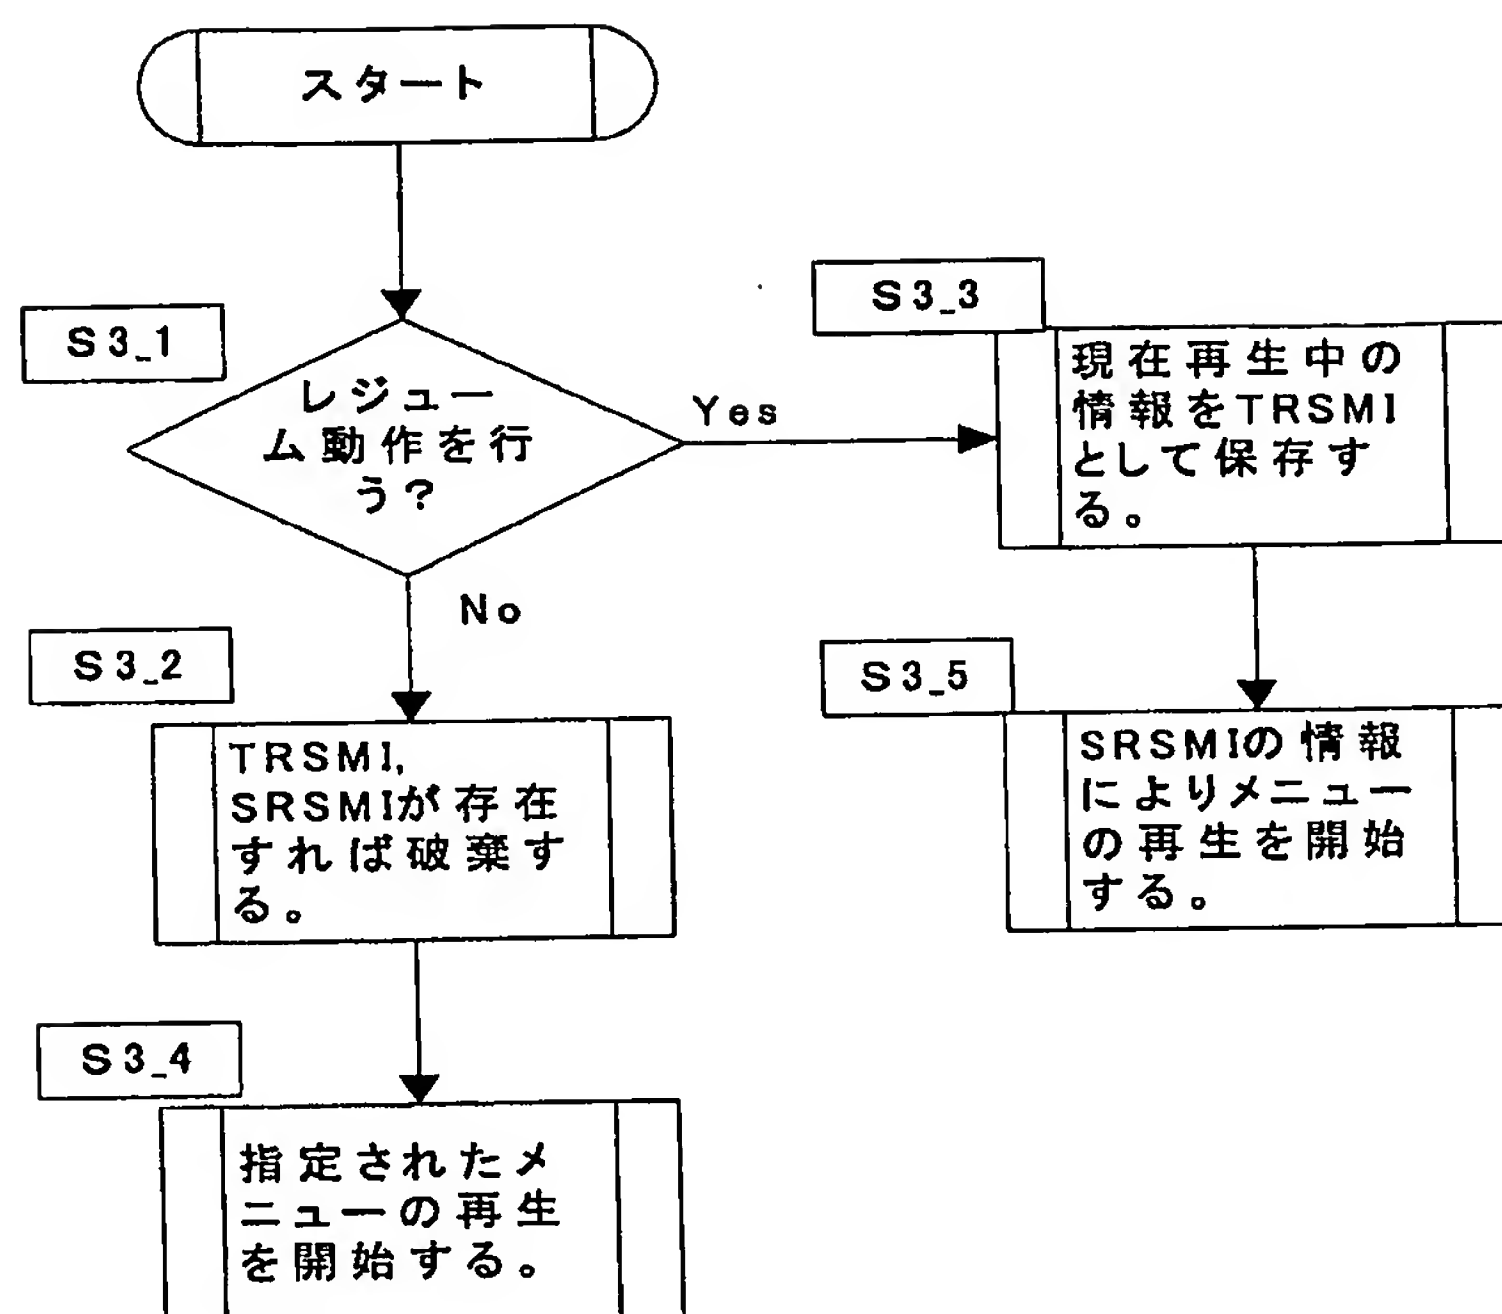 スタート
S3_1
レジュー
ム動作を行
う?
Yes
No
S3_3
現在再生中の
情報をTRSMI
として保存す
る。
S3_2
TRSMI,
SRSMIが存在
すれば破棄す
る。
S3_5
SRSMIの情報
によりメニュー
の再生を開始
する。
S3_4
指定されたメ
ニューの再生
を開始する。